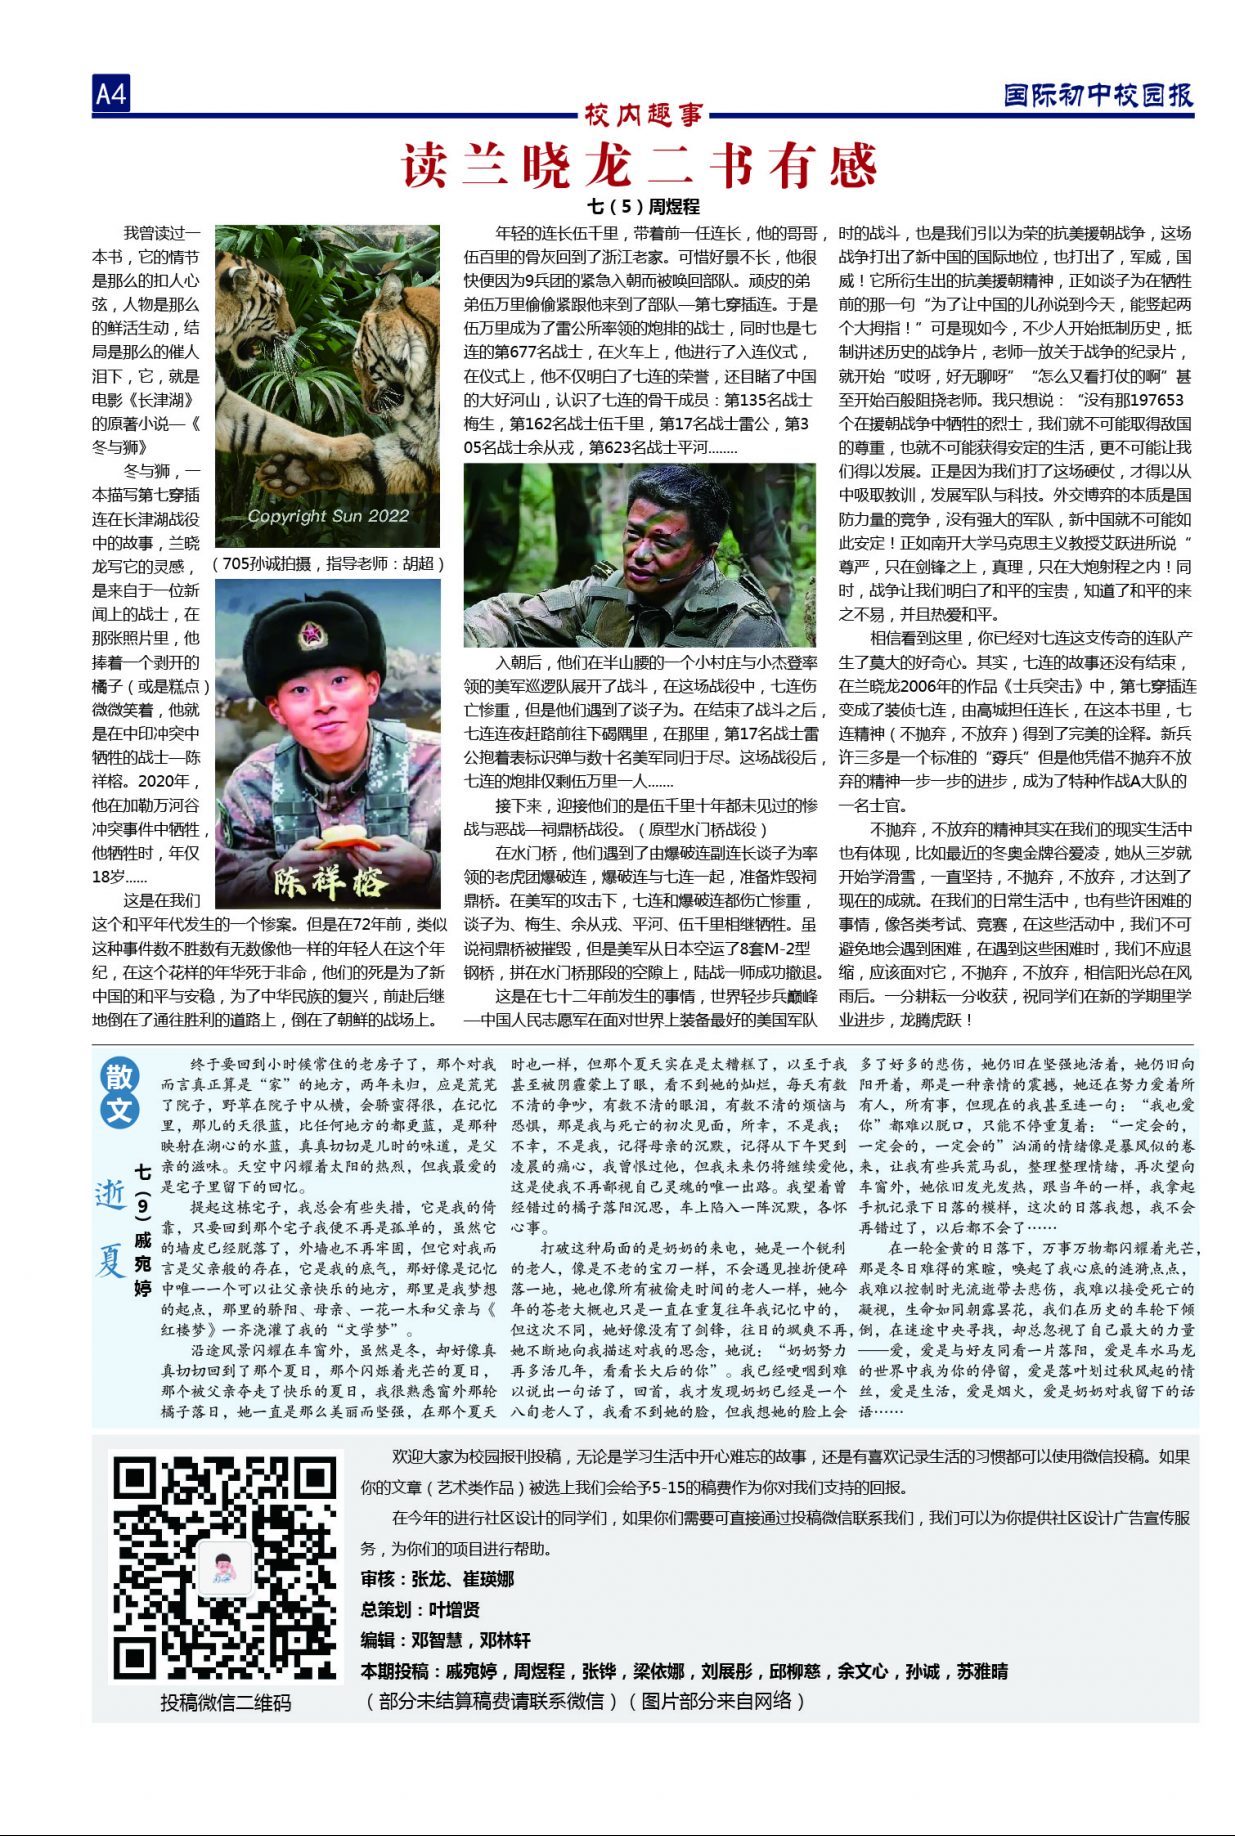 A4
国际初中校园报
校内趣事
读兰晓龙二书有感
七（5）周煜程
我曾读过一
本书，它的情节
是那么的扣人心
弦，人物是那么
的鲜活生动，结
局是那么的催人
泪下，它，就是
电影《长津湖》
的原著小说—《
冬与狮》
冬与狮，一
本描写第七穿插
连在长津湖战役
中的故事，兰晓
龙写它的灵感，
是来自于一位新
闻上的战士，在
那张照片里，他
捧着一个剥开的
橘子（或是糕点）
微微笑着，他就
是在中印冲突中
牺牲的战士—陈
祥榕。2020年，
他在加勒万河谷
冲突事件中牺牲，
他牺牲时，年仅
18岁......
这是在我们
这个和平年代发生的一个惨案。但是在72年前，类似
这种事件数不胜数有无数像他一样的年轻人在这个年
纪，在这个花样的年华死于非命，他们的死是为了新
中国的和平与安稳，为了中华民族的复兴，前赴后继
地倒在了通往胜利的道路上，倒在了朝鲜的战场上。
Copyright Sun 2022
（705孙诚拍摄，指导老师：胡超）
陈祥榕
年轻的连长伍千里，带着前一任连长，他的哥哥，
伍百里的骨灰回到了浙江老家。可惜好景不长，他很
快便因为9兵团的紧急入朝而被唤回部队。顽皮的弟
弟伍万里偷偷紧跟他来到了部队—第七穿插连。于是
伍万里成为了雷公所率领的炮排的战士，同时也是七
连的第677名战士，在火车上，他进行了入连仪式，
在仪式上，他不仅明白了七连的荣誉，还目睹了中国
的大好河山，认识了七连的骨干成员：第135名战士
梅生，第162名战士伍千里，第17名战士雷公，第3
05名战士余从戎，第623名战士平河........
入朝后，他们在半山腰的一个小村庄与小杰登率
领的美军巡逻队展开了战斗，在这场战役中，七连伤
亡惨重，但是他们遇到了谈子为。在结束了战斗之后，
七连连夜赶路前往下碣隅里，在那里，第17名战士雷
公抱着表标识弹与数十名美军同归于尽。这场战役后，
七连的炮排仅剩伍万里一人.......
接下来，迎接他们的是伍千里十年都未见过的惨
战与恶战—祠鼎桥战役。（原型水门桥战役）
在水门桥，他们遇到了由爆破连副连长谈子为率
领的老虎团爆破连，爆破连与七连一起，准备炸毁祠
鼎桥。在美军的攻击下，七连和爆破连都伤亡惨重，
谈子为、梅生、余从戎、平河、伍千里相继牺牲。虽
说祠鼎桥被摧毁，但是美军从日本空运了8套M-2型
钢桥，拼在水门桥那段的空隙上，陆战一师成功撤退。
这是在七十二年前发生的事情，世界轻步兵巅峰
—中国人民志愿军在面对世界上装备最好的美国军队
时的战斗，也是我们引以为荣的抗美援朝战争，这场
战争打出了新中国的国际地位，也打出了，军威，国
威！它所衍生出的抗美援朝精神，正如谈子为在牺牲
前的那一句“为了让中国的儿孙说到今天，能竖起两
个大拇指！”可是现如今，不少人开始抵制历史，抵
制讲述历史的战争片，老师一放关于战争的纪录片，
就开始“哎呀，好无聊呀”“怎么又看打仗的啊”甚
至开始百般阻挠老师。我只想说：“没有那197653
个在援朝战争中牺牲的烈士，我们就不可能取得敌国
的尊重，也就不可能获得安定的生活，更不可能让我
们得以发展。正是因为我们打了这场硬仗，才得以从
中吸取教训，发展军队与科技。外交博弈的本质是国
防力量的竞争，没有强大的军队，新中国就不可能如
此安定！正如南开大学马克思主义教授艾跃进所说“
尊严，只在剑锋之上，真理，只在大炮射程之内！同
时，战争让我们明白了和平的宝贵，知道了和平的来
之不易，并且热爱和平。
相信看到这里，你已经对七连这支传奇的连队产
生了莫大的好奇心。其实，七连的故事还没有结束，
在兰晓龙2006年的作品《士兵突击》中，第七穿插连
变成了装侦七连，由高城担任连长，在这本书里，七
连精神（不抛弃，不放弃）得到了完美的诠释。新兵
许三多是一个标准的“孬兵”但是他凭借不抛弃不放
弃的精神一步一步的进步，成为了特种作战A大队的
一名士官。
不抛弃，不放弃的精神其实在我们的现实生活中
也有体现，比如最近的冬奥金牌谷爱凌，她从三岁就
开始学滑雪，一直坚持，不抛弃，不放弃，才达到了
现在的成就。在我们的日常生活中，也有些许困难的
事情，像各类考试、竞赛，在这些活动中，我们不可
避免地会遇到困难，在遇到这些困难时，我们不应退
缩，应该面对它，不抛弃，不放弃，相信阳光总在风
雨后。一分耕耘一分收获，祝同学们在新的学期里学
业进步，龙腾虎跃！
散文
逝夏
七（9）戚宛婷
终于要回到小时候常住的老房子了，那个对我
而言真正算是“家”的地方，两年未归，应是荒芜
了院子，野草在院子中从横，会骄蛮得很，在记忆
里，那儿的天很蓝，比任何地方的都更蓝，是那种
映射在湖心的水蓝，真真切切是儿时的味道，是父
亲的滋味。天空中闪耀着太阳的热烈，但我最爱的
是宅子里留下的回忆。
提起这栋宅子，我总会有些失措，它是我的倚
靠，只要回到那个宅子我便不再是孤单的，虽然它
的墙皮已经脱落了，外墙也不再牢固，但它对我而
言是父亲般的存在，它是我的底气，那好像是记忆
中唯一一个可以让父亲快乐的地方，那里是我梦想
的起点，那里的骄阳、母亲、一花一木和父亲与《
红楼梦》一齐浇灌了我的“文学梦”。
沿途风景闪耀在车窗外，虽然是冬，却好像真
真切切回到了那个夏日，那个闪烁着光芒的夏日，
那个被父亲夺走了快乐的夏日，我很熟悉窗外那轮
橘子落日，她一直是那么美丽而坚强，在那个夏天
时也一样，但那个夏天实在是太糟糕了，以至于我
甚至被阴霾蒙上了眼，看不到她的灿烂，每天有数
不清的争吵，有数不清的眼泪，有数不清的烦恼与
恐惧，那是我与死亡的初次见面，所幸，不是我；
不幸，不是我，记得母亲的沉默，记得从下午哭到
凌晨的痛心，我曾恨过他，但我未来仍将继续爱他，
这是使我不再鄙视自己灵魂的唯一出路。我望着曾
经错过的橘子落阳沉思，车上陷入一阵沉默，各怀
心事。
打破这种局面的是奶奶的来电，她是一个锐利
的老人，像是不老的宝刀一样，不会遇见挫折便碎
落一地，她也像所有被偷走时间的老人一样，她今
年的苍老大概也只是一直在重复往年我记忆中的，
但这次不同，她好像没有了剑锋，往日的飒爽不再，
她不断地向我描述对我的思念，她说：“奶奶努力
再多活几年，看看长大后的你”。我已经哽咽到难
以说出一句话了，回首，我才发现奶奶已经是一个
八旬老人了，我看不到她的脸，但我想她的脸上会
多了好多的悲伤，她仍旧在坚强地活着，她仍旧向
阳开着，那是一种亲情的震撼，她还在努力爱着所
有人，所有事，但现在的我甚至连一句：“我也爱
你”都难以脱口，只能不停重复着：“一定会的，
一定会的，一定会的”汹涌的情绪像是暴风似的卷
来，让我有些兵荒马乱，整理整理情绪，再次望向
车窗外，她依旧发光发热，跟当年的一样，我拿起
手机记录下日落的模样，这次的日落我想，我不会
再错过了，以后都不会了……
在一轮金黄的日落下，万事万物都闪耀着光芒，
那是冬日难得的寒暄，唤起了我心底的涟漪点点，
我难以控制时光流逝带去悲伤，我难以接受死亡的
凝视，生命如同朝露昙花，我们在历史的车轮下倾
倒，在迷途中央寻找，却总忽视了自己最大的力量
——爱，爱是与好友同看一片落阳，爱是车水马龙
的世界中我为你的停留，爱是落叶划过秋风起的情
丝，爱是生活，爱是烟火，爱是奶奶对我留下的话
语……
欢迎大家为校园报刊投稿，无论是学习生活中开心难忘的故事，还是有喜欢记录生活的习惯都可以使用微信投稿。如果
你的文章（艺术类作品）被选上我们会给予5-15的稿费作为你对我们支持的回报。
在今年的进行社区设计的同学们，如果你们需要可直接通过投稿微信联系我们，我们可以为你提供社区设计广告宣传服
务，为你们的项目进行帮助。
审核：张龙、崔瑛娜
总策划：叶增贤
编辑：邓智慧，邓林轩
本期投稿：戚宛婷，周煜程，张铧，梁依娜，刘展彤，邱柳慈，余文心，孙诚，苏雅晴
（部分未结算稿费请联系微信）（图片部分来自网络）
投稿微信二维码